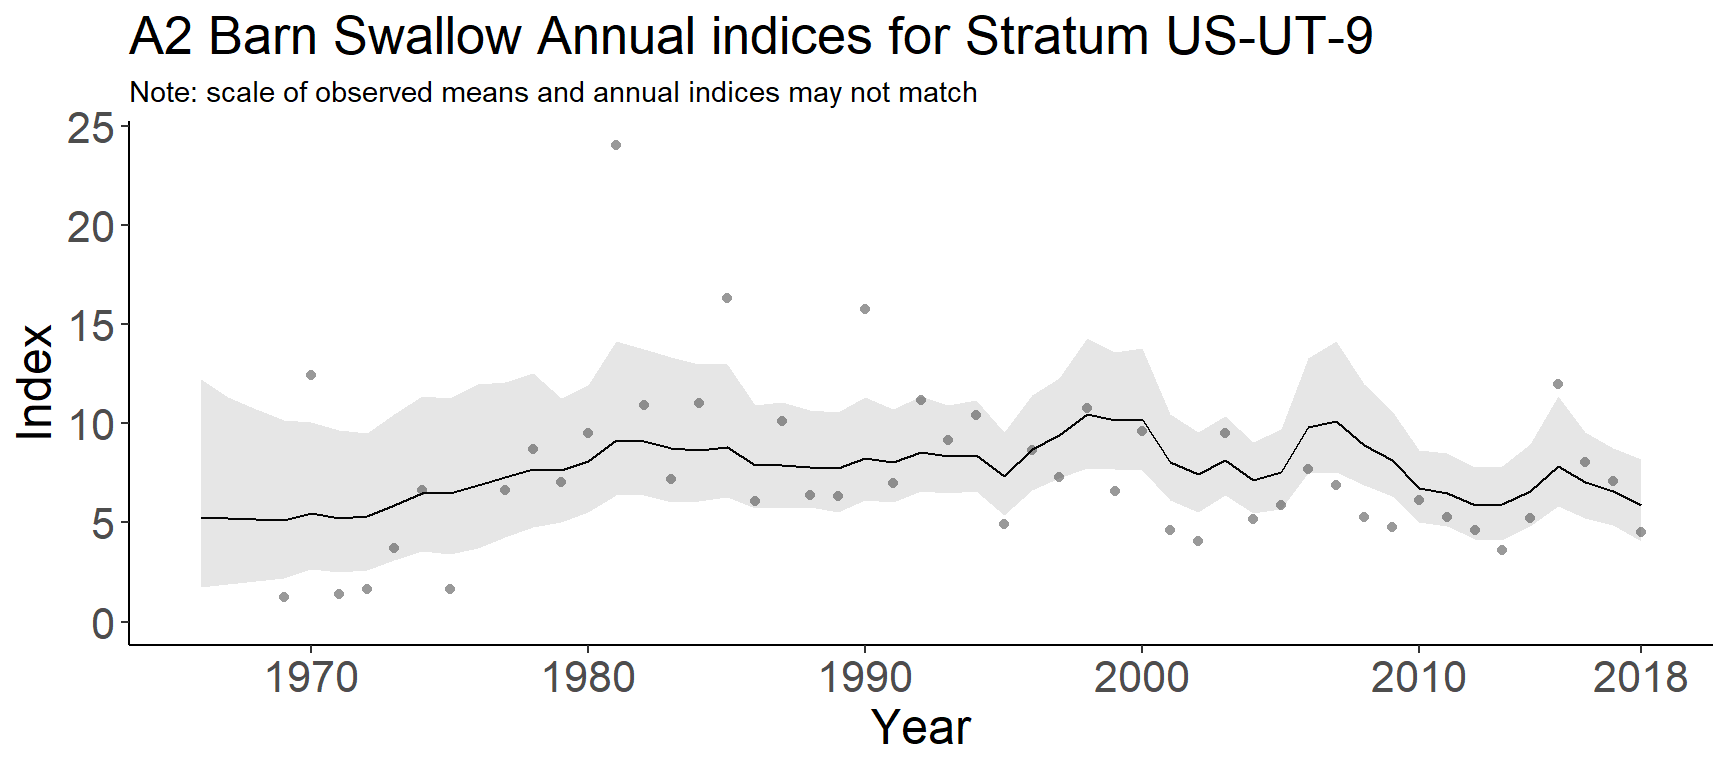 A2 Barn Swallow Annual indices for Stratum US-UT-9
Note: scale of observed means and annual indices may not match
25
20
15
10
5
0
Index
1970 1980 1990 2000 2010 2018
Year